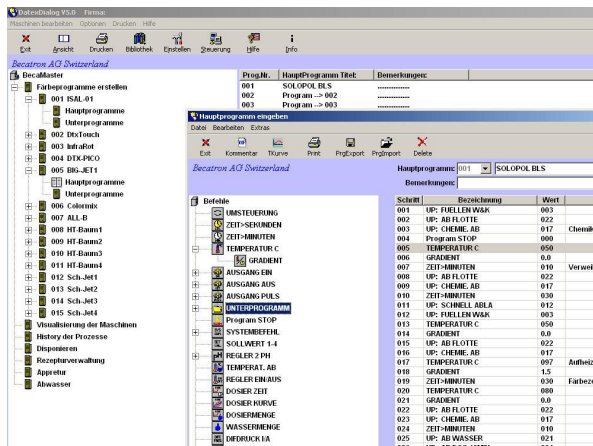 DatexDialog V5.0 Firma:
Maschinen bearbeiten Optionen Drucken Hilfe
Exit Ansicht Drucken Bibliothek Einstellen Steuerung Hilfe Info
Becatron AG Switzerland
BecaMaster
Färbeprogramme erstellen
001 ISAL-01
Hauptprogramme
Unterprogramme
002 DtxTouch
003 InfraRot
004 DTX-PICO
005 BIG-JET1
Hauptprogramme
Unterprogramme
006 Colormix
007 ALL-B
008 HT-Baum1
009 HT-Baum2
010 HT-Baum3
011 HT-Baum4
012 Sch-Jet1
013 Sch-Jet2
014 Sch-Jet3
015 Sch-Jet4
Visualisierung der Maschinen
History der Prozesse
Disponieren
Rezepturverwaltung
Appretur
Abwasser
Prog.Nr. HauptProgramm Titel: Bemerkungen:
001 SOLOPOL BLS ............
002 Program --> 002 ............
003 Program --> 003 ............
Hauptprogramm eingeben
Datei Bearbeiten Extras
Exit Kommentar TKurve Print PrgExport PrgImport Delete
Becatron AG Switzerland
Hauptprogramm: 001 SOLOPOL BLS
Bemerkungen:
Befehle
UMSTEUERUNG
ZEIT>SEKUNDEN
ZEIT>MINUTEN
TEMPERATUR C
GRADIENT
AUSGANG EIN
AUSGANG AUS
AUSGANG PULS
UNTERPROGRAMM
Program STOP
SYSTEMBEFEHL
SOLLWERT 1-4
REGLER 2 PH
TEMPERAT. AB
REGLER EIN/AUS
DOSIER ZEIT
DOSIER KURVE
DOSIERMENGE
WASSERMENGE
DIFDRUCK I/A
Schritt Bezeichnung Wert
001 UP: FUELLEN W&K 003
002 UP: AB FLOTTE 022
003 UP: CHEMIE. AB 017 Chemik
004 Program STOP 000
005 TEMPERATUR C 050
006 GRADIENT 0.0
007 ZEIT>MINUTEN 010 Verwei
008 UP: AB FLOTTE 022
009 UP: CHEMIE. AB 017
010 ZEIT>MINUTEN 030
011 UP: SCHNELL ABLA 012
012 UP: FUELLEN W&K 003
013 TEMPERATUR C 050
014 GRADIENT 0.0
015 UP: AB FLOTTE 022
016 UP: CHEMIE. AB 017
017 TEMPERATUR C 097 Aufheiz
018 GRADIENT 1.5
019 ZEIT>MINUTEN 030 Färbeze
020 TEMPERATUR C 080
021 GRADIENT 0.0
022 UP: AB FLOTTE 022
023 UP: CHEMIE. AB 017
024 ZEIT>MINUTEN 010
025 UP: AB WASSER 021